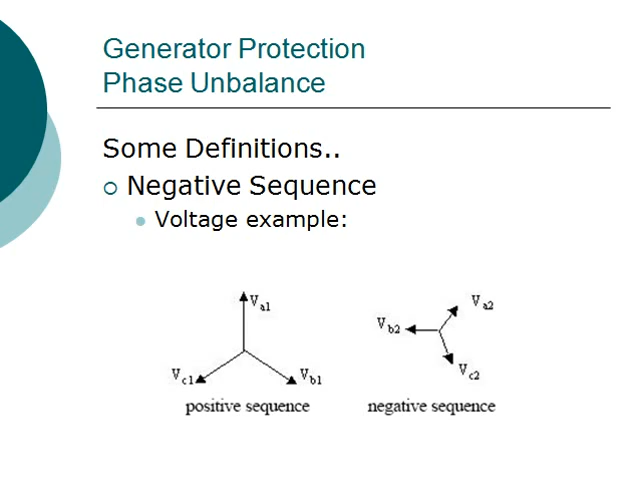 Generator Protection
Phase Unbalance
Some Definitions..
Negative Sequence
Voltage example:
Va1
Vc1
Vb1
positive sequence
Va2
Vb2
Vc2
negative sequence